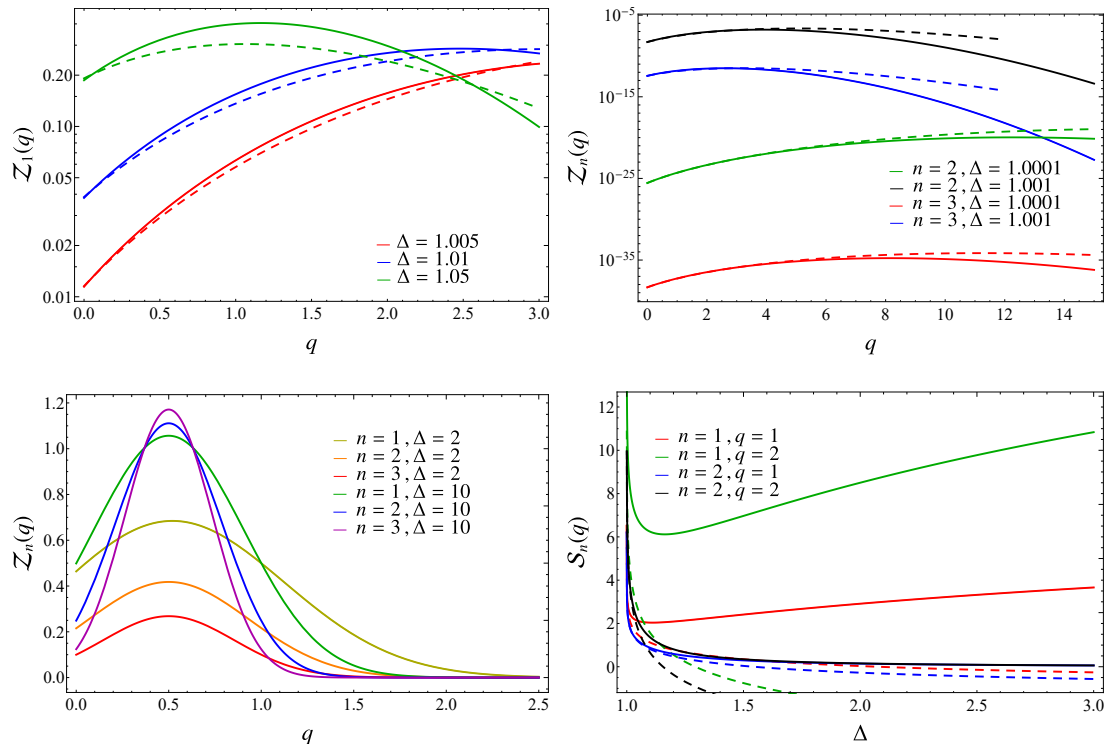 0.20
0.10
0.05
0.02
0.01
Z₁(q)
Δ = 1.005
Δ = 1.01
Δ = 1.05
0.0 0.5 1.0 1.5 2.0 2.5 3.0
q
10⁻⁵
10⁻¹⁵
10⁻²⁵
10⁻³⁵
Zₙ(q)
n = 2 , Δ = 1.0001
n = 2 , Δ = 1.001
n = 3 , Δ = 1.0001
n = 3 , Δ = 1.001
0 2 4 6 8 10 12 14
q
1.2
1.0
0.8
0.6
0.4
0.2
0.0
Zₙ(q)
n = 1 , Δ = 2
n = 2 , Δ = 2
n = 3 , Δ = 2
n = 1 , Δ = 10
n = 2 , Δ = 10
n = 3 , Δ = 10
0.0 0.5 1.0 1.5 2.0 2.5
q
12
10
8
6
4
2
0
Sₙ(q)
n = 1 , q = 1
n = 1 , q = 2
n = 2 , q = 1
n = 2 , q = 2
1.0 1.5 2.0 2.5 3.0
Δ